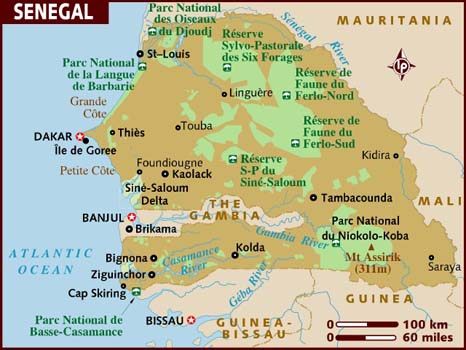 SENEGAL
Parc National
des Oiseaux
du Djoudj
MAURITANIA
Sénégal
River
St-Louis
Réserve
Sylvo-Pastorale
des Six Forages
Parc National
de la Langue
de Barbarie
LP
Réserve de
Faune du
Ferlo-Nord
Linguère
Grande
Côte
Touba
Thiès
DAKAR
Île de Goree
Réserve de
Faune du
Ferlo-Sud
Kidira
Foundiougne
Petite Côte
Kaolack
Réserve
S-P du
Siné-Saloum
Siné-Saloum
Delta
Tambacounda
MALI
THE
GAMBIA
BANJUL
Brikama
Gambia River
Parc National
du Niokolo-Koba
Mt Assirik
(311m)
ATLANTIC
OCEAN
Kolda
Bignona
Casamance
River
Saraya
Ziguinchor
Cap Skiring
Gêba River
GUINEA
Parc National de
Basse-Casamance
BISSAU
GUINEA-
BISSAU
0
100 km
0
60 miles